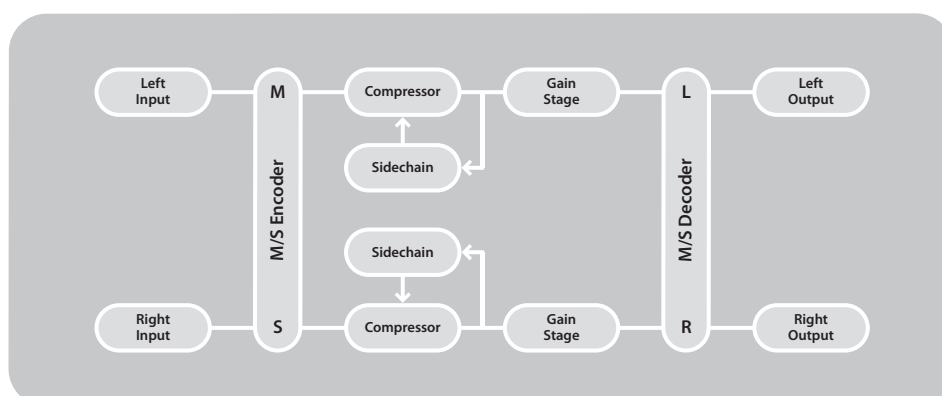 Left
Input
M
Compressor
Gain
Stage
L
Left
Output
Sidechain
M/S Encoder
M/S Decoder
Sidechain
Right
Input
S
Compressor
Gain
Stage
R
Right
Output